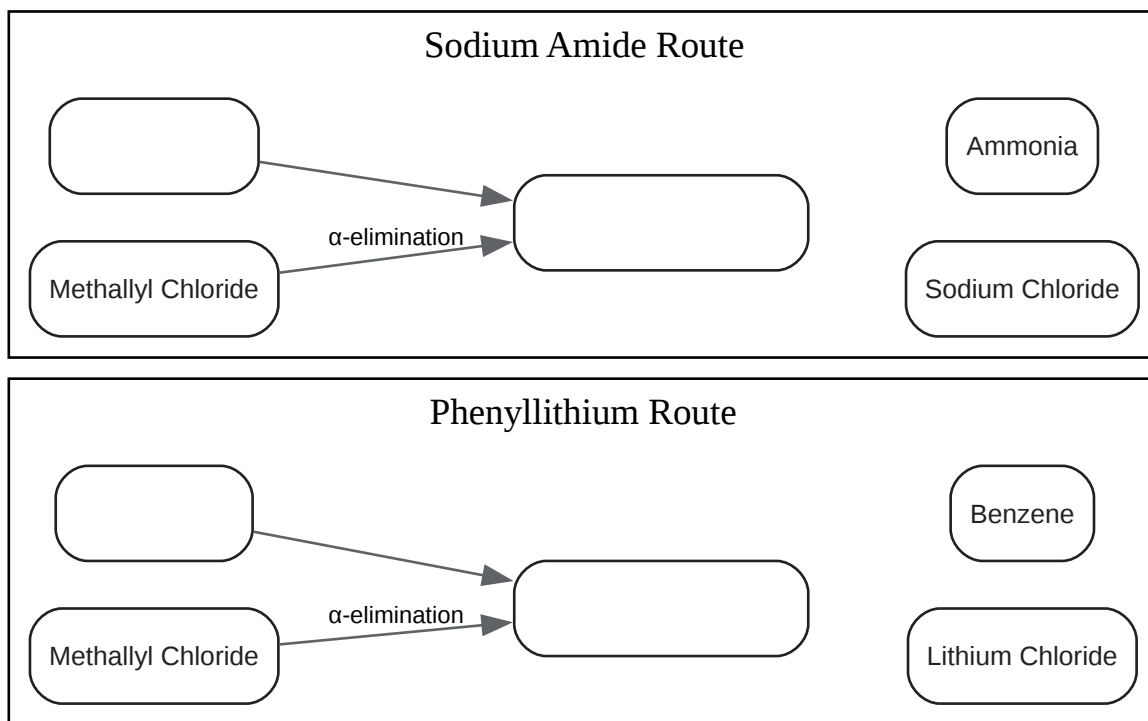 Sodium Amide Route
Ammonia
α-elimination
Methallyl Chloride
Sodium Chloride
Phenyllithium Route
Benzene
α-elimination
Methallyl Chloride
Lithium Chloride